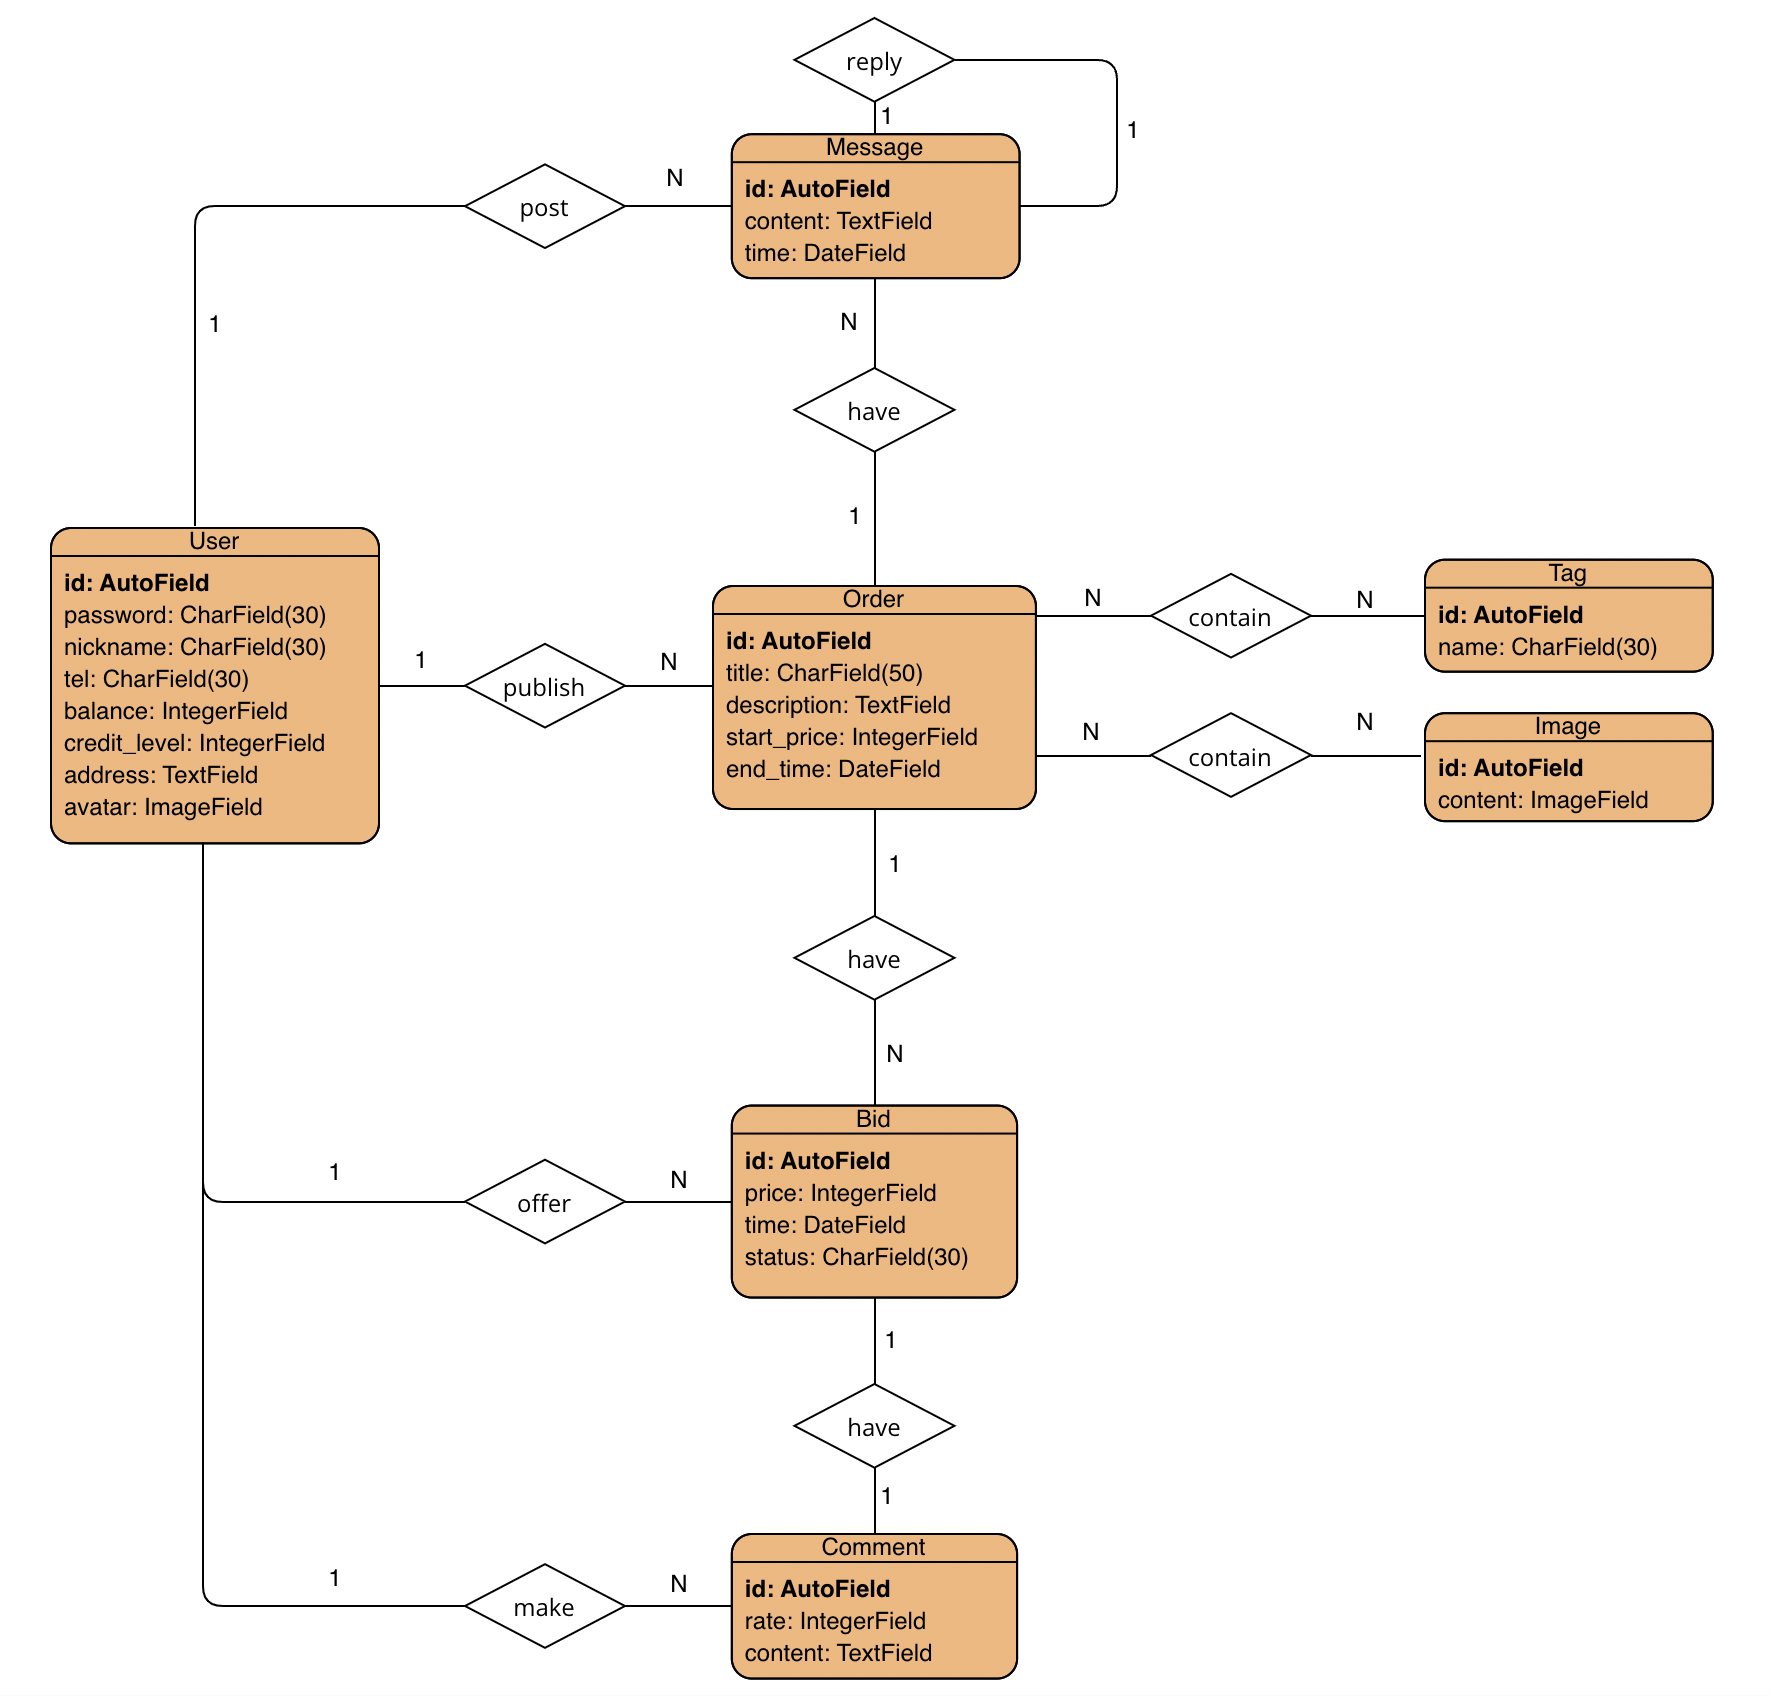 reply
1
1
Message
id: AutoField
content: TextField
time: DateField
post
N
1
N
have
1
User
id: AutoField
password: CharField(30)
nickname: CharField(30)
tel: CharField(30)
balance: IntegerField
credit_level: IntegerField
address: TextField
avatar: ImageField
1
publish
N
Order
id: AutoField
title: CharField(50)
description: TextField
start_price: IntegerField
end_time: DateField
N
contain
N
Tag
id: AutoField
name: CharField(30)
N
contain
N
Image
id: AutoField
content: ImageField
1
have
N
1
offer
N
Bid
id: AutoField
price: IntegerField
time: DateField
status: CharField(30)
1
have
1
1
make
N
Comment
id: AutoField
rate: IntegerField
content: TextField